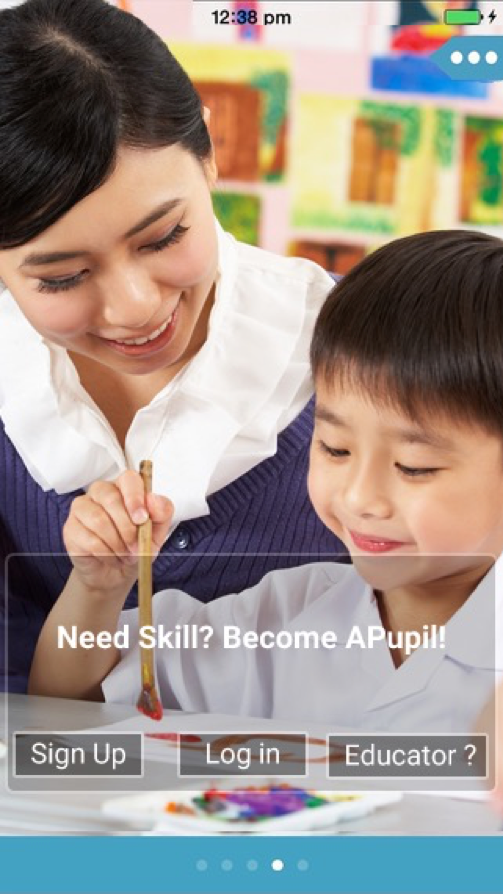 12:38 pm
Need Skill? Become APupil!
Sign Up
Log in
Educator ?